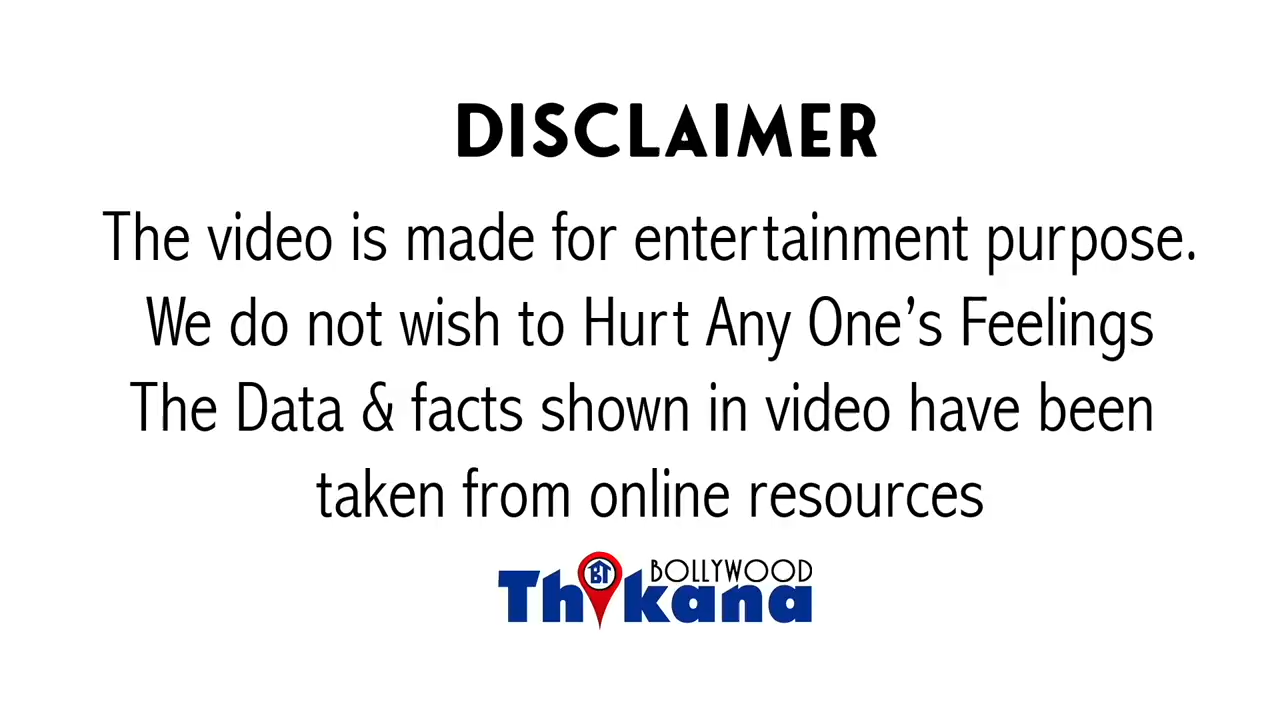 DISCLAIMER
The video is made for entertainment purpose.
We do not wish to Hurt Any One’s Feelings
The Data & facts shown in video have been
taken from online resources
BT BOLLYWOOD
Thikana